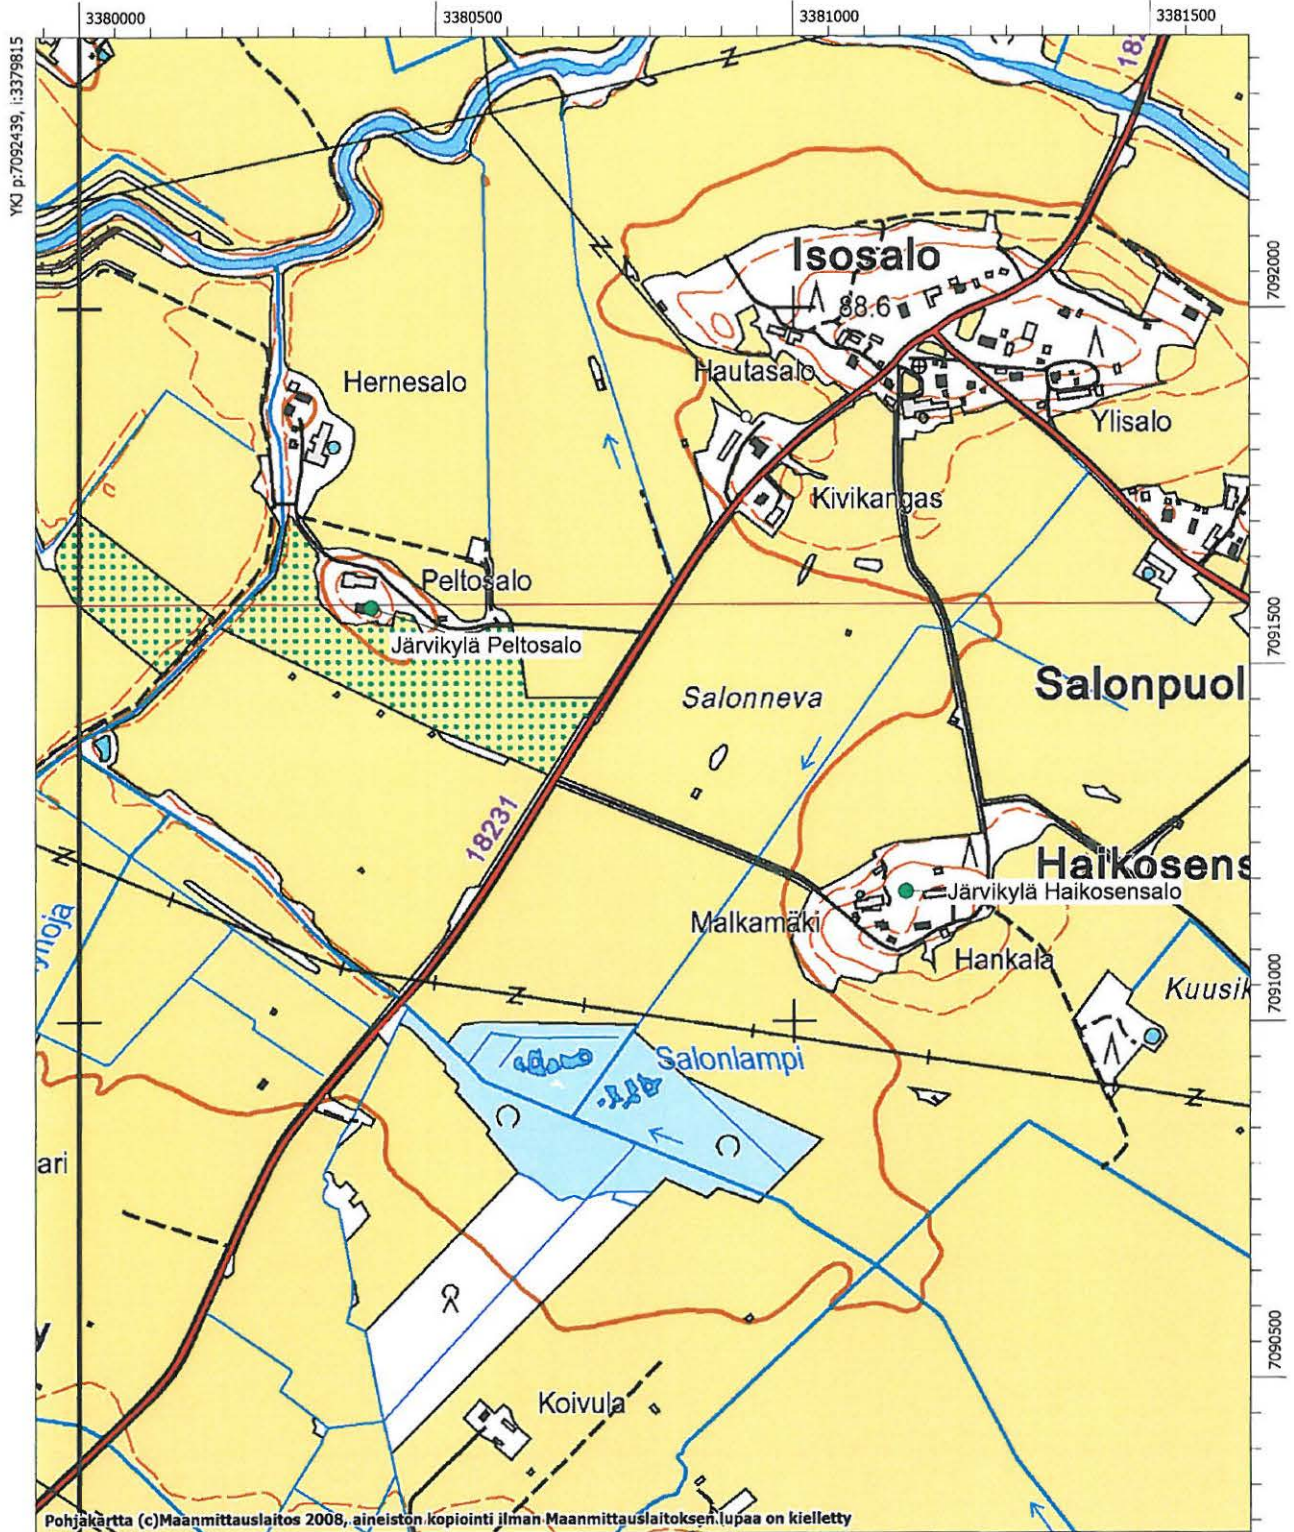 3380000
3380500
3381000
3381500
YKJ p:7092439, l:3379815
Isosalo
88.6
7092000
Hernesalo
Hautasalo
Ylisalo
Kivikangas
Peltosalo
Järvikylä Peltosalo
7091500
Salonneva
Salonpuol
18231
Haikosens
Järvikylä Haikosensalo
Malkamäki
Hankala
Kuusik
7091000
Salonlampi
ari
7090500
Koivula
Pohjakartta (c)Maanmittauslaitos 2008, aineiston kopiointi ilman Maanmittauslaitoksen lupaa on kielletty